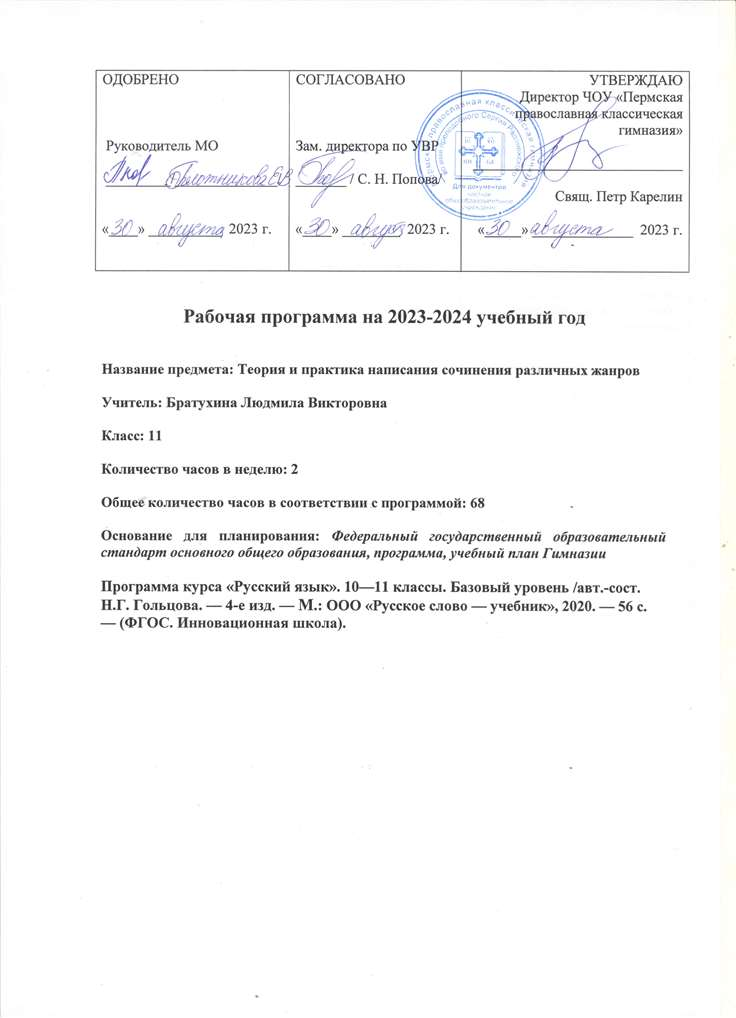 ОДОБРЕНО
Руководитель МО
Плотникова Е.В
«30» августа 2023 г.
СОГЛАСОВАНО
Зам. директора по УВР
/ С. Н. Попова/
«30» август 2023 г.
УТВЕРЖДАЮ
Директор ЧОУ «Пермская
православная классическая
гимназия»
Свящ. Петр Карелин
«30» августа 2023 г.
Для документов
Рабочая программа на 2023-2024 учебный год
Название предмета: Теория и практика написания сочинения различных жанров
Учитель: Братухина Людмила Викторовна
Класс: 11
Количество часов в неделю: 2
Общее количество часов в соответствии с программой: 68
Основание для планирования: Федеральный государственный образовательный
стандарт основного общего образования, программа, учебный план Гимназии
Программа курса «Русский язык». 10—11 классы. Базовый уровень /авт.-сост.
Н.Г. Гольцова. — 4-е изд. — М.: ООО «Русское слово — учебник», 2020. — 56 с.
— (ФГОС. Инновационная школа).